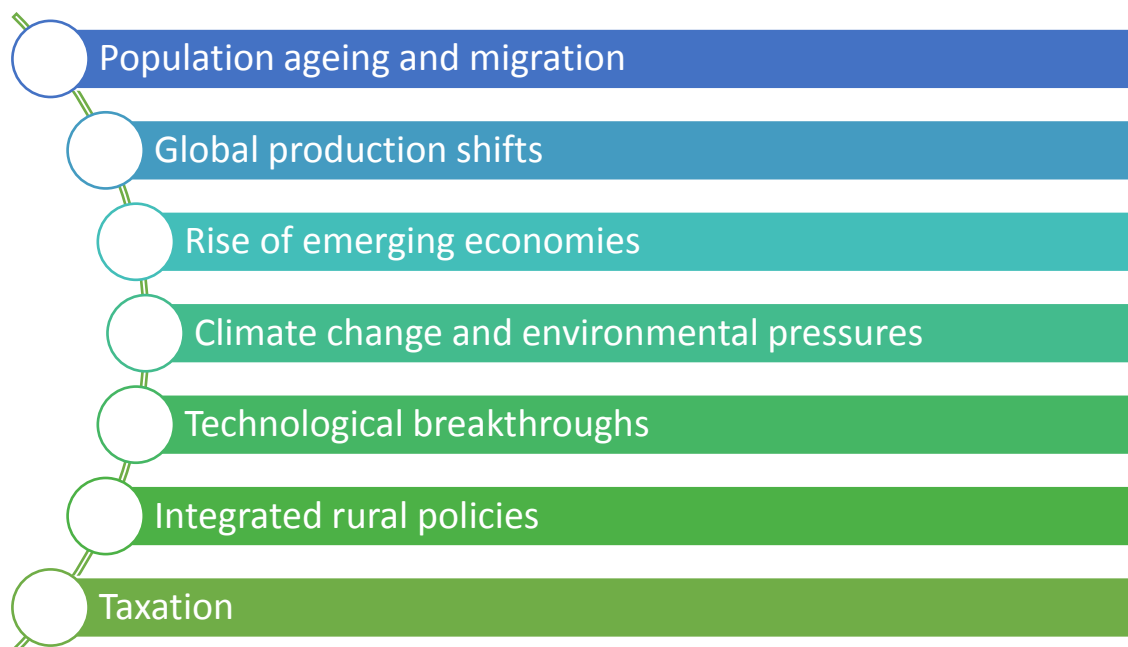 Population ageing and migration
Global production shifts
Rise of emerging economies
Climate change and environmental pressures
Technological breakthroughs
Integrated rural policies
Taxation